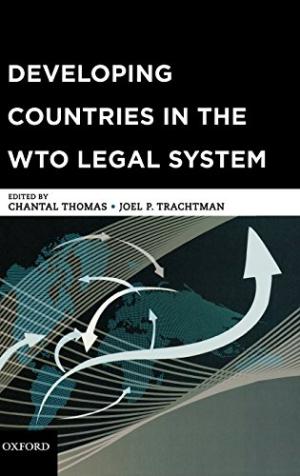 DEVELOPING
COUNTRIES IN THE
WTO LEGAL SYSTEM
EDITED BY
CHANTAL THOMAS • JOEL P. TRACHTMAN
OXFORD